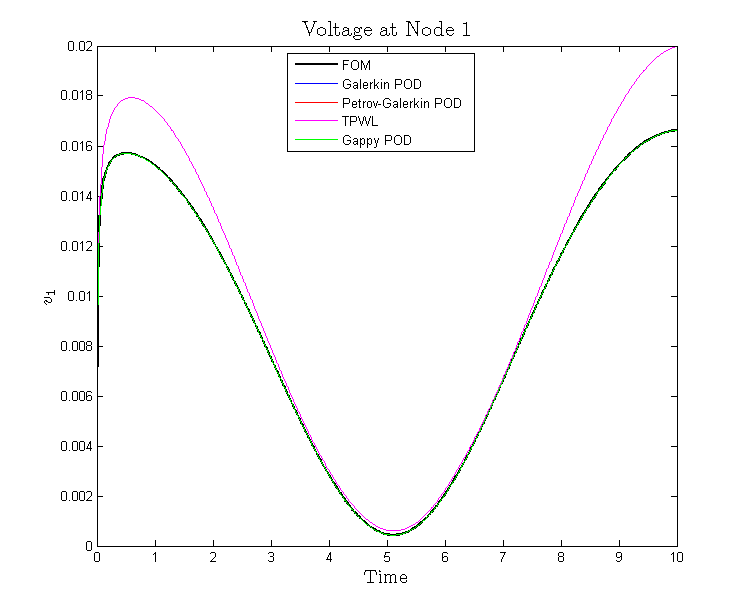 Voltage at Node 1
0.02
0.018
0.016
0.014
0.012
0.01
0.008
0.006
0.004
0.002
0
v1
FOM
Galerkin POD
Petrov-Galerkin POD
TPWL
Gappy POD
0 1 2 3 4 5 6 7 8 9 10
Time